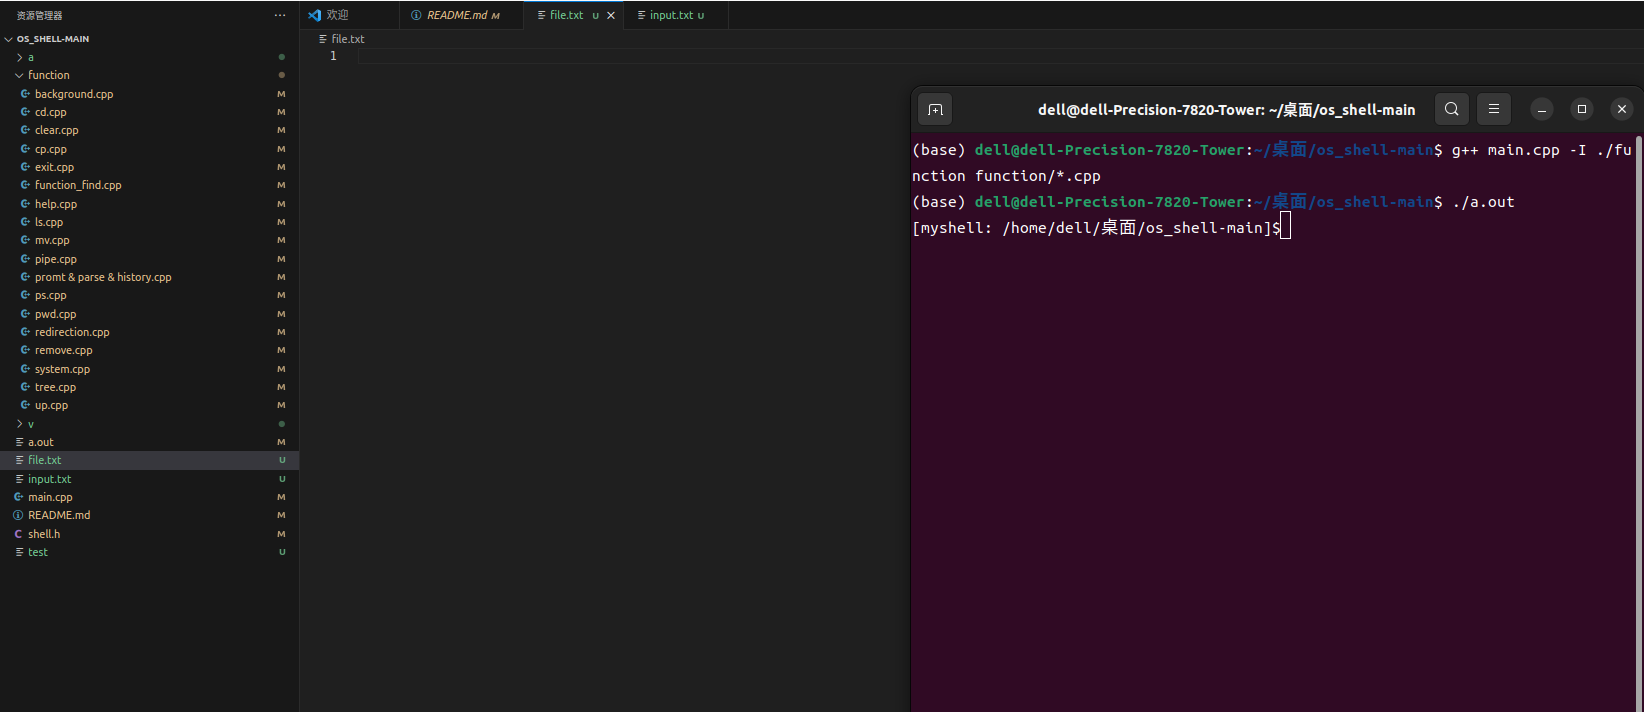 资源管理器 ···
OS_SHELL-MAIN
a
function
background.cpp M
cd.cpp M
clear.cpp M
cp.cpp M
exit.cpp M
function_find.cpp M
help.cpp M
ls.cpp M
mv.cpp M
pipe.cpp M
promt & parse & history.cpp M
ps.cpp M
pwd.cpp M
redirection.cpp M
remove.cpp M
system.cpp M
tree.cpp M
up.cpp M
v
a.out M
file.txt U
input.txt U
main.cpp M
README.md M
shell.h M
test U
欢迎 README.md M file.txt U input.txt U
file.txt
1
dell@dell-Precision-7820-Tower: ~/桌面/os_shell-main
(base) dell@dell-Precision-7820-Tower:~/桌面/os_shell-main$ g++ main.cpp -I ./fu
nction function/*.cpp
(base) dell@dell-Precision-7820-Tower:~/桌面/os_shell-main$ ./a.out
[myshell: /home/dell/桌面/os_shell-main]$